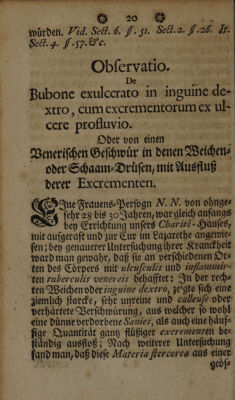 20
würden. Vid. Sect. 6. §. 51. Sect. 2. §. 26. It.
Sect. 4. §. 57. &c.
Observatio.
De
Bubone exulcerato in inguine de-
xtro, cum excrementorum ex ul-
cere profluvio.
Oder von einen
Venerischen Geschwür in denen Weichen-
oder Schaam-Drüsen, mit Ausfluß
derer Excrementen.
EJne Frauens-Persohn N. N. von ohnge-
fehr 28 bis 30 Jahren, war gleich anfangs
bey Errichtung unsers Charité-Hauses,
mit aufgeraft und zur Cur im Lazarethe angewie-
sen; bey genauerer Untersuchung ihrer Kranckheit
ward man gewahr, daß sie an verschiedenen Or-
ten des Cörpers mit ulcusculis und inflammir-
ten tuberculis venereis behafftet: In der rech-
ten Weichen oder inguine dextro, zeigte sich eine
ziemlich starcke, sehr unreine und calleuse oder
verhärtete Verschwürung, aus welcher so wohl
eine dünne verdorbene Sanies, als auch eine häuf-
fige Quantität gantz flüßiger excrementen be-
ständig ausfloß; Nach weiterer Untersuchung
fand man, daß diese Materia stercorea aus einer
geöf-